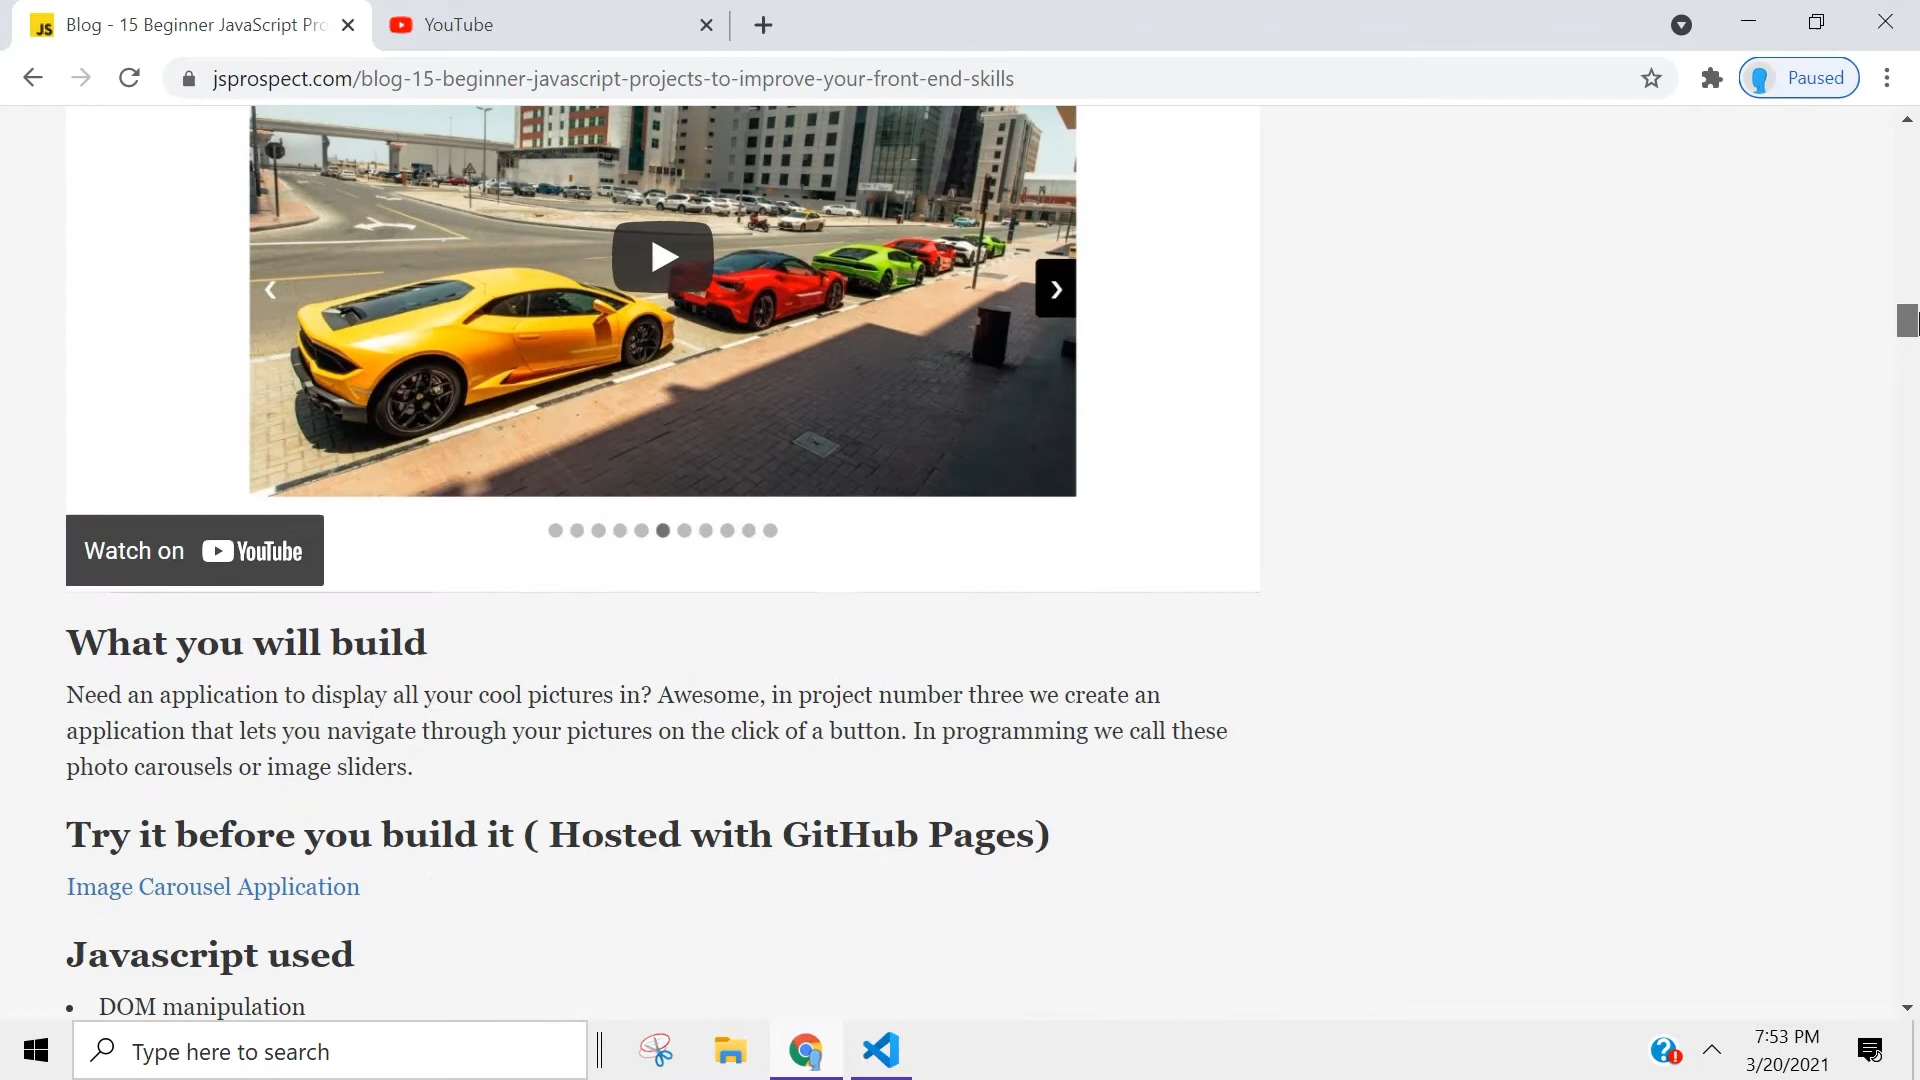 JS Blog - 15 Beginner JavaScript Pro
YouTube
jsprospect.com/blog-15-beginner-javascript-projects-to-improve-your-front-end-skills
Paused
Watch on YouTube
What you will build
Need an application to display all your cool pictures in? Awesome, in project number three we create an
application that lets you navigate through your pictures on the click of a button. In programming we call these
photo carousels or image sliders.
Try it before you build it ( Hosted with GitHub Pages)
Image Carousel Application
Javascript used
• DOM manipulation
Type here to search
7:53 PM
3/20/2021